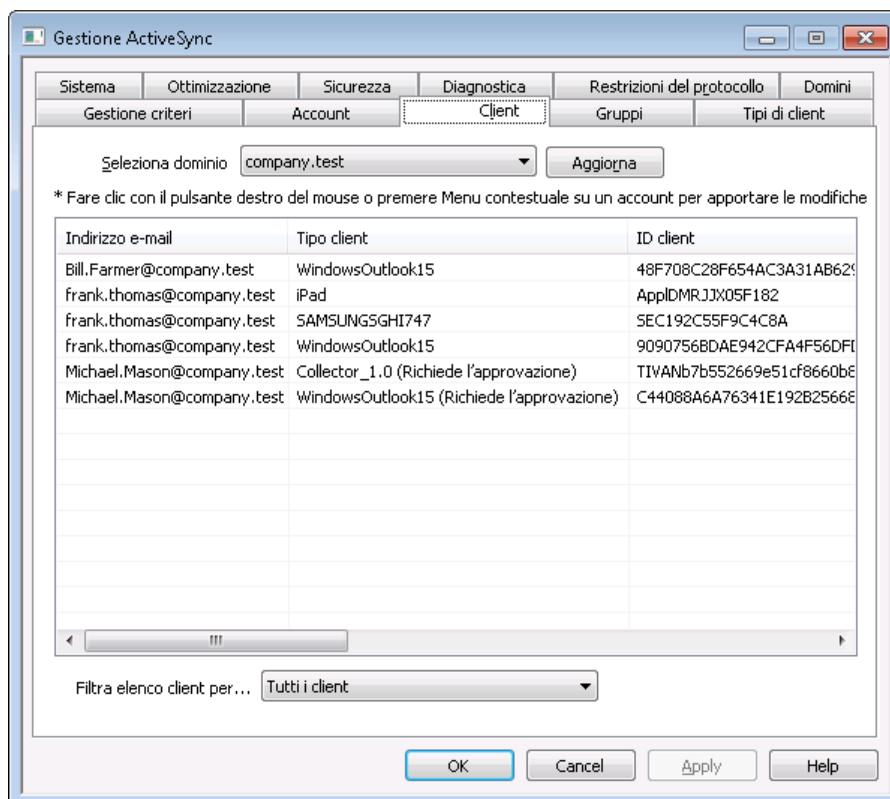 Gestione ActiveSync
Sistema Ottimizzazione Sicurezza Diagnostica Restrizioni del protocollo Domini
Gestione criteri Account Client Gruppi Tipi di client
Seleziona dominio company.test Aggiorna
* Fare clic con il pulsante destro del mouse o premere Menu contestuale su un account per apportare le modifiche
Indirizzo e-mail Tipo client ID client
Bill.Farmer@company.test WindowsOutlook15 48F708C28F654AC3A31AB629
frank.thomas@company.test iPad ApplDMRJJX05F182
frank.thomas@company.test SAMSUNGSGHI747 SEC192C55F9C4C8A
frank.thomas@company.test WindowsOutlook15 9090756BDAE942CFA4F56DFD
Michael.Mason@company.test Collector_1.0 (Richiede l'approvazione) TIVANb7b552669e51cf8660b8
Michael.Mason@company.test WindowsOutlook15 (Richiede l'approvazione) C44088A6A76341E192B25668
Filtra elenco client per... Tutti i client
OK Cancel Apply Help